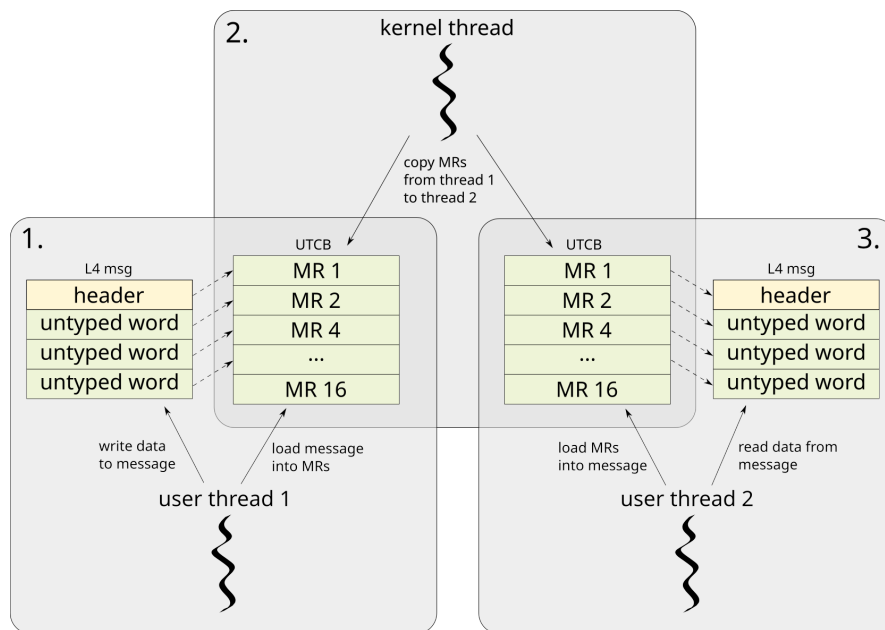 2.
kernel thread
copy MRs
from thread 1
to thread 2
1.
UTCB
L4 msg
MR 1
header
MR 2
untyped word
MR 4
untyped word
...
untyped word
MR 16
write data
to message
load message
into MRs
user thread 1
3.
UTCB
L4 msg
MR 1
header
MR 2
untyped word
MR 4
untyped word
...
untyped word
MR 16
load MRs
into message
read data from
message
user thread 2